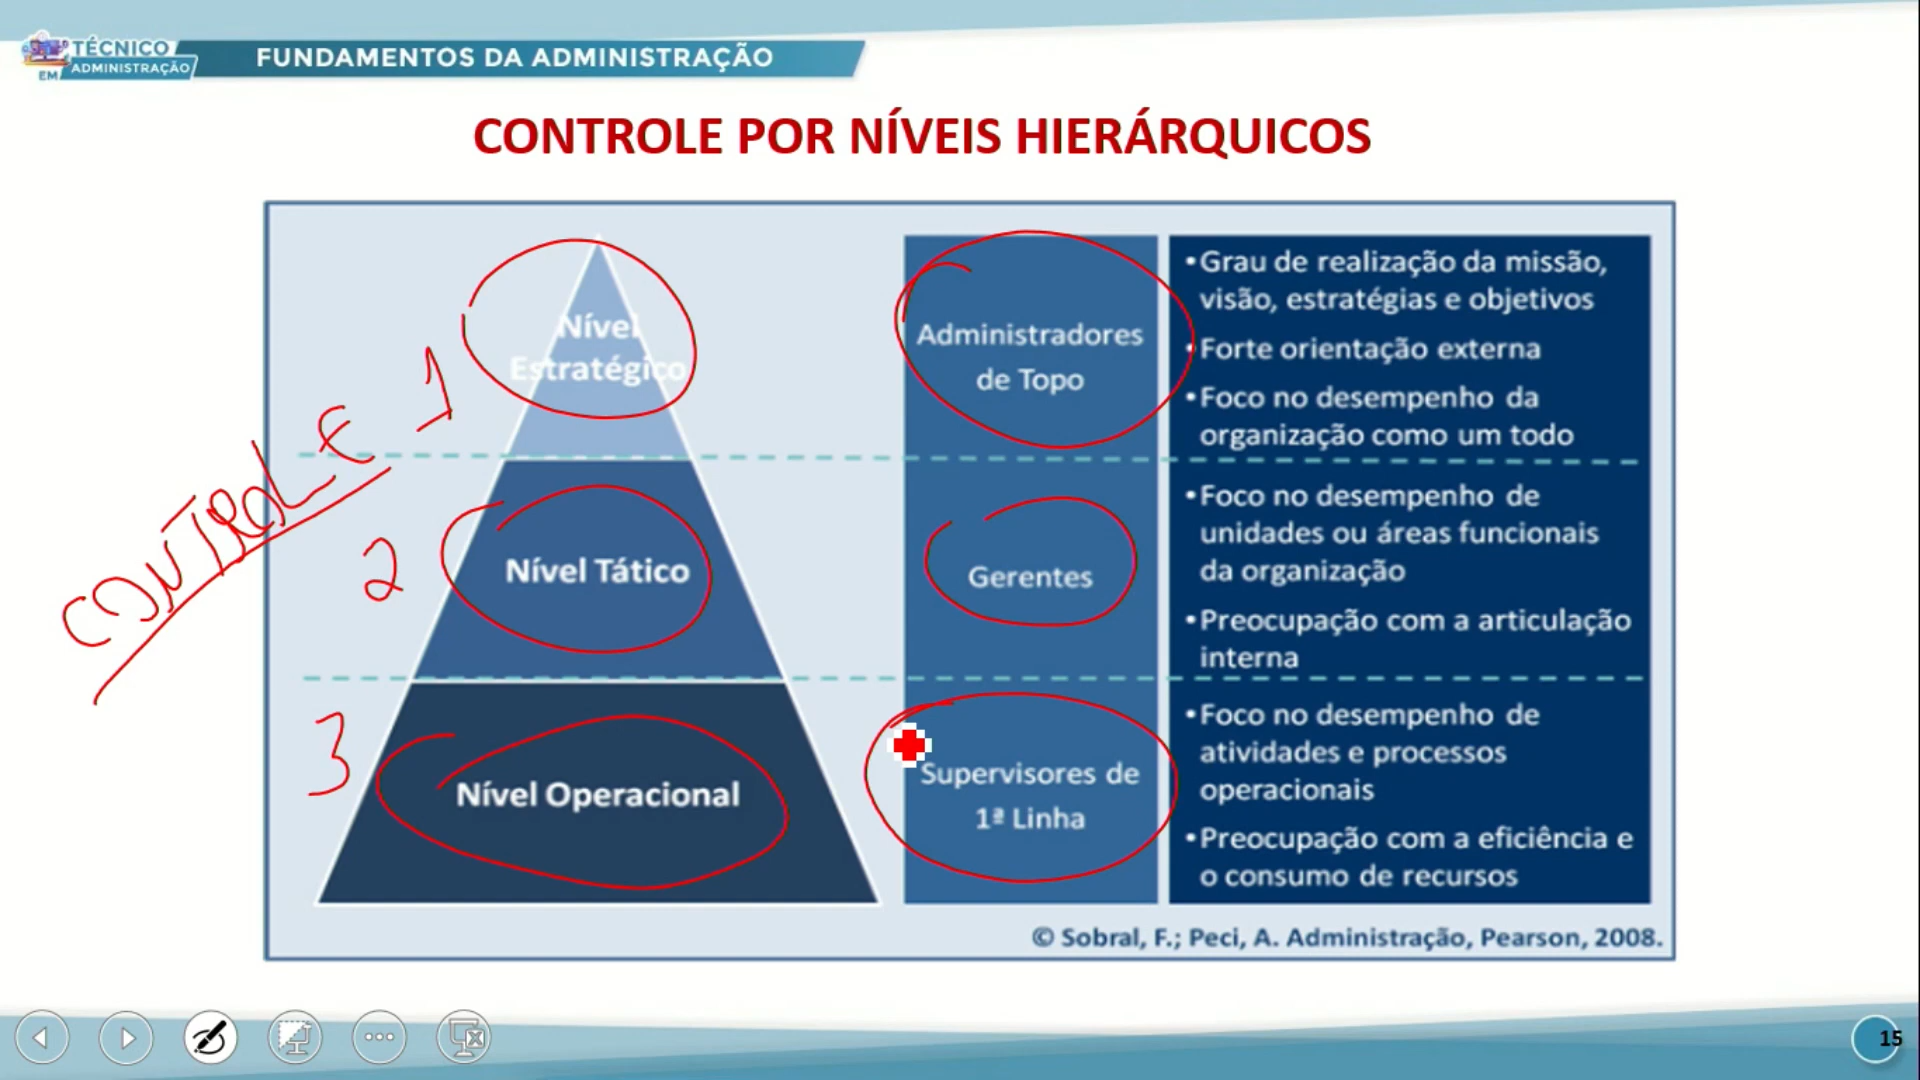 TÉCNICO
EM ADMINISTRAÇÃO
FUNDAMENTOS DA ADMINISTRAÇÃO
CONTROLE POR NÍVEIS HIERÁRQUICOS
CONTROLE
1
Nível
Estratégico
Administradores
de Topo
•Grau de realização da missão,
visão, estratégias e objetivos
•Forte orientação externa
•Foco no desempenho da
organização como um todo
2
Nível Tático
Gerentes
•Foco no desempenho de
unidades ou áreas funcionais
da organização
•Preocupação com a articulação
interna
3
Nível Operacional
Supervisores de
1ª Linha
•Foco no desempenho de
atividades e processos
operacionais
•Preocupação com a eficiência e
o consumo de recursos
© Sobral, F.; Peci, A. Administração, Pearson, 2008.
15